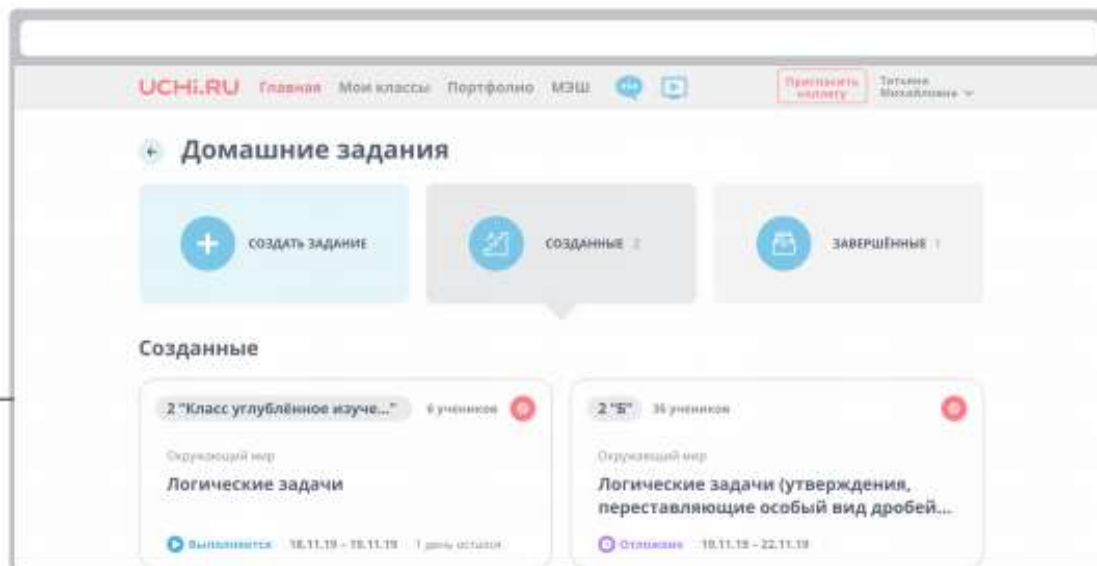 UCHi.RU Главная Мои классы Портфолио МЭШ
Пригласить
коллегу
Татьяна
Михайловна
Домашние задания
СОЗДАТЬ ЗАДАНИЕ
СОЗДАННЫЕ 2
ЗАВЕРШЁННЫЕ 1
Созданные
2 "Класс углублённое изуче..." 6 учеников
Окружающий мир
Логические задачи
Выполняется 18.11.19 – 19.11.19 1 день остался
2 "Б" 36 учеников
Окружающий мир
Логические задачи (утверждения,
переставляющие особый вид дробей...
Отложено 18.11.19 – 22.11.19